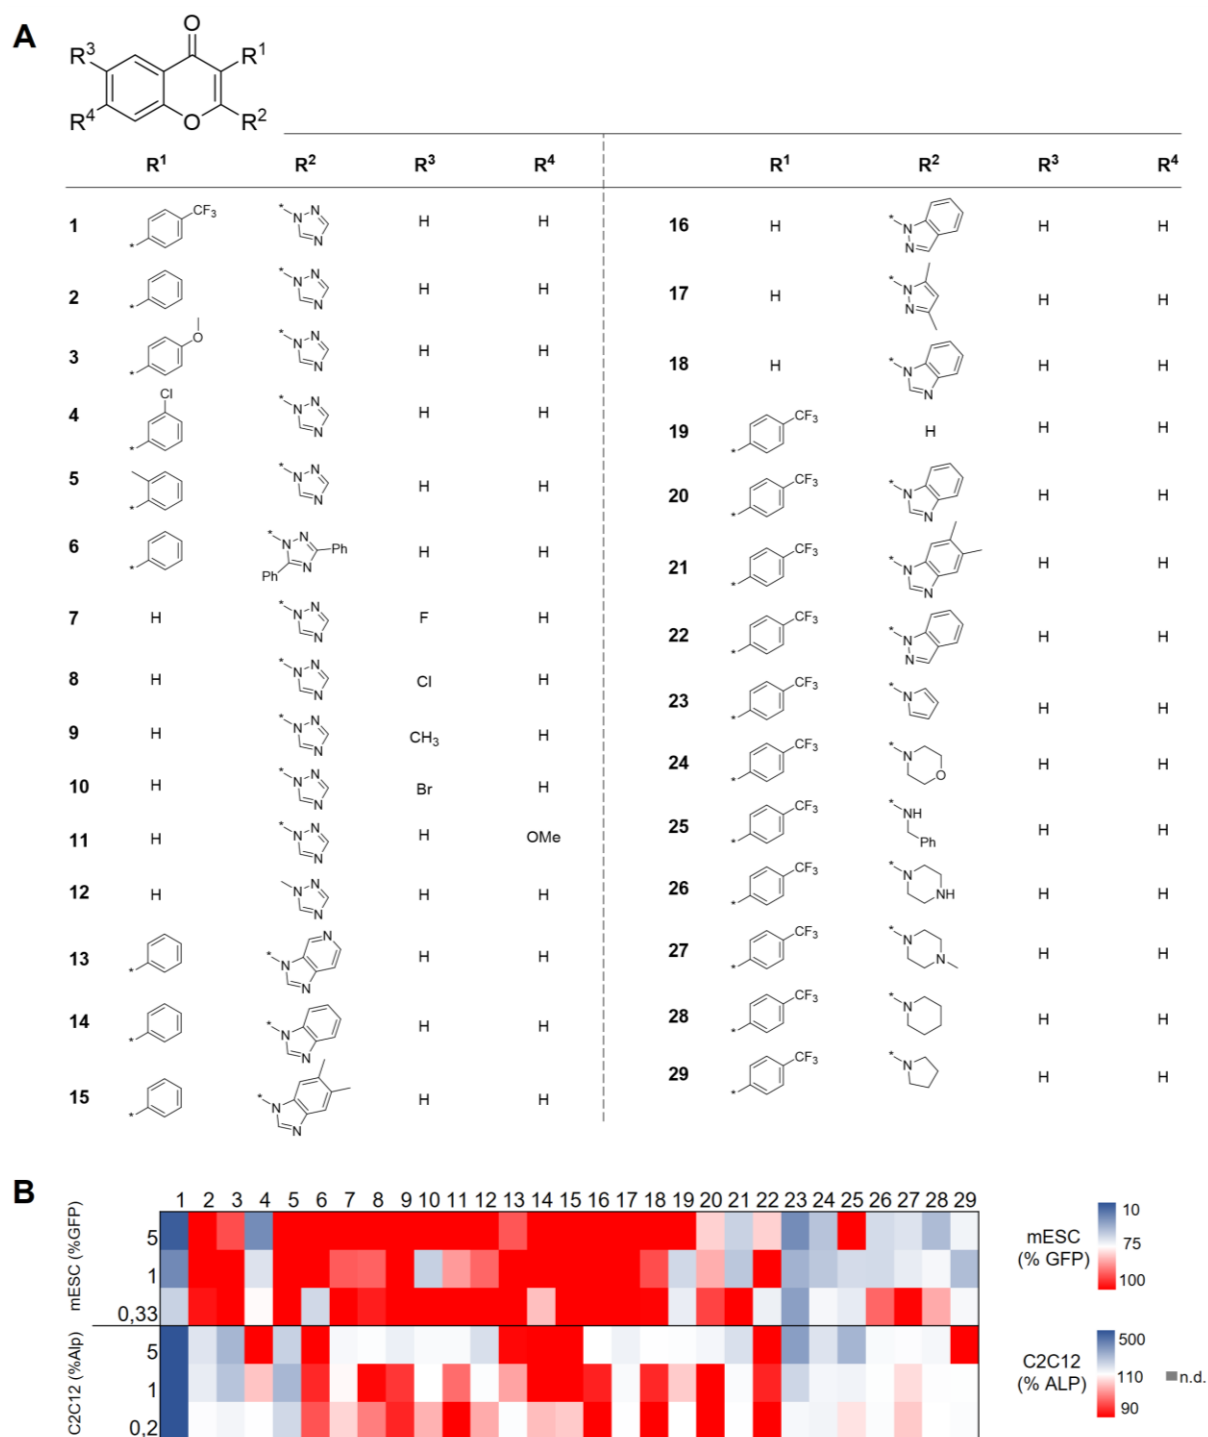 A
O
R³ R¹
R⁴ O R²
R¹ R² R³ R⁴ R¹ R² R³ R⁴
1 * CF₃ * N N N H H
2 * * N N N H H
3 * O * N N N H H
4 * Cl * N N N H H
5 * * N N N H H
6 * * N N N Ph Ph H H
7 H * N N N F H
8 H * N N N Cl H
9 H * N N N CH₃ H
10 H * N N N Br H
11 H * N N N H OMe
12 H N N N H H
13 * * N N N H H
14 * * N N H H
15 * * N N H H
16 H * N N H H
17 H * N N H H
18 H * N N H H
19 * CF₃ H H H
20 * CF₃ * N N H H
21 * CF₃ * N N H H
22 * CF₃ * N N H H
23 * CF₃ * N H H
24 * CF₃ * N O H H
25 * CF₃ * NH Ph H H
26 * CF₃ * N NH H H
27 * CF₃ * N N H H
28 * CF₃ * N H H
29 * CF₃ * N H H
B
1 2 3 4 5 6 7 8 9 10 11 12 13 14 15 16 17 18 19 20 21 22 23 24 25 26 27 28 29
mESC (%GFP)
5
1
0,33
C2C12 (%Alp)
5
1
0,2
mESC
(% GFP)
10
75
100
C2C12
(% ALP)
500
110
90
n.d.